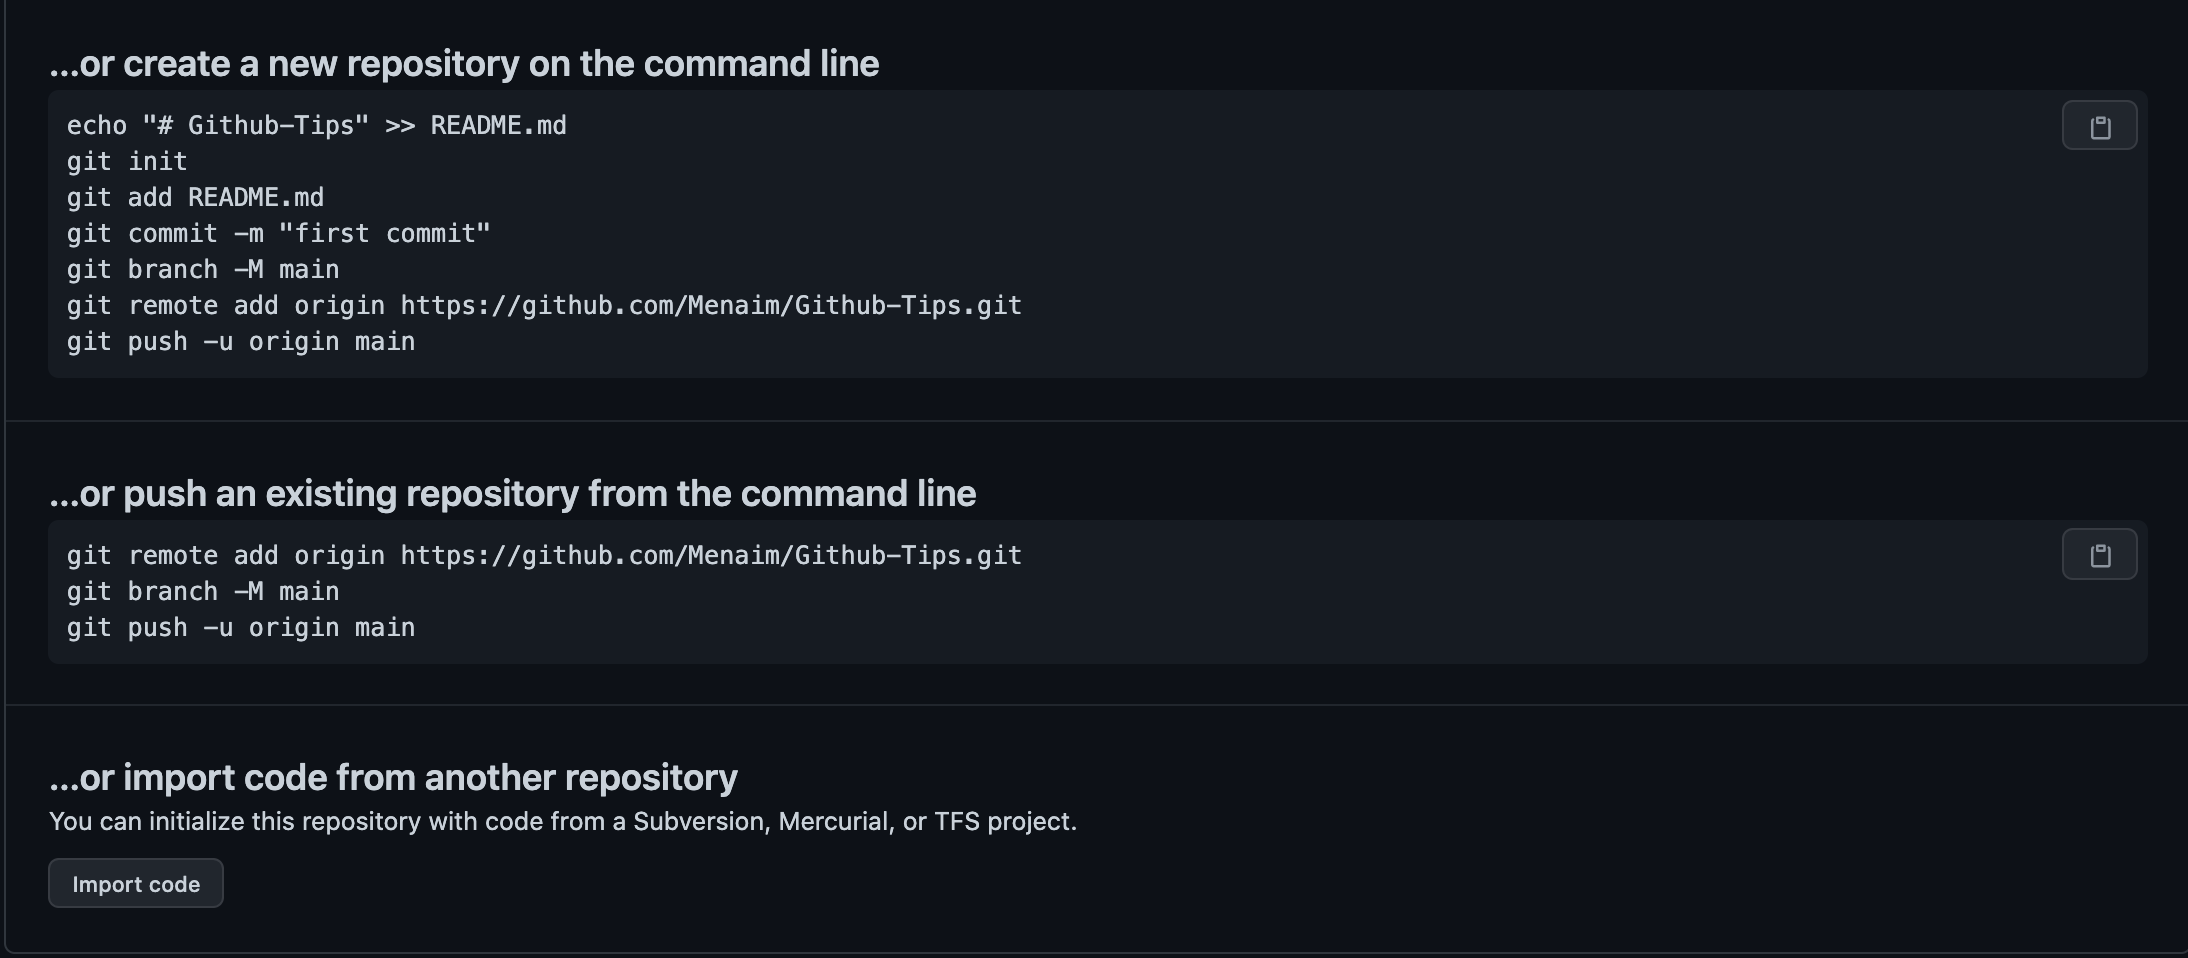 ...or create a new repository on the command line
echo "# Github-Tips" >> README.md
git init
git add README.md
git commit -m "first commit"
git branch -M main
git remote add origin https://github.com/Menaim/Github-Tips.git
git push -u origin main
...or push an existing repository from the command line
git remote add origin https://github.com/Menaim/Github-Tips.git
git branch -M main
git push -u origin main
...or import code from another repository
You can initialize this repository with code from a Subversion, Mercurial, or TFS project.
Import code